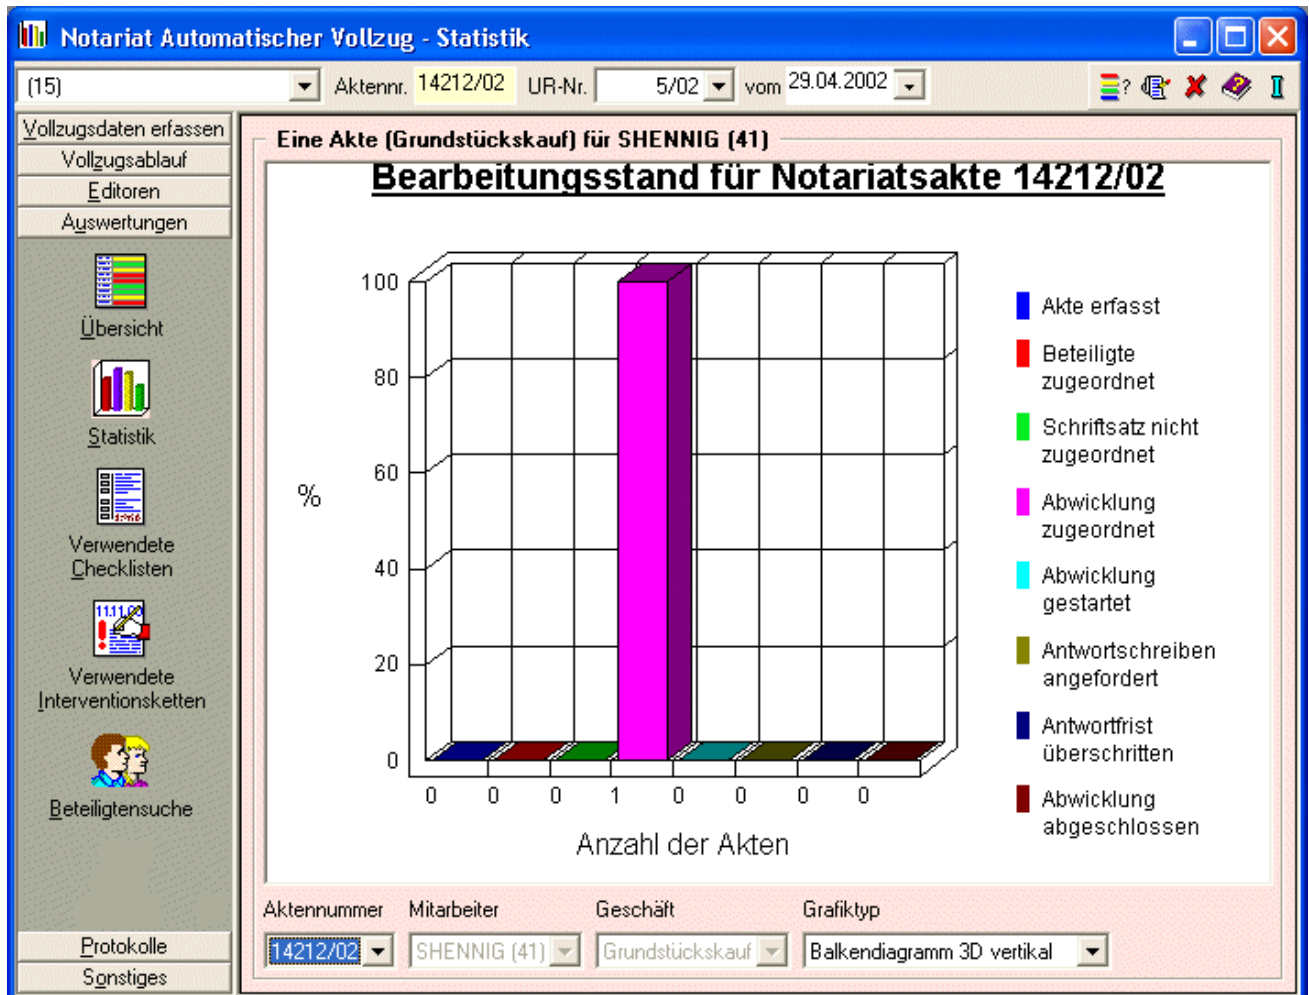 Notariat Automatischer Vollzug - Statistik
(15) Aktennr. 14212/02 UR-Nr. 5/02 vom 29.04.2002
Vollzugsdaten erfassen
Vollzugsablauf
Editoren
Auswertungen
Übersicht
Statistik
Verwendete
Checklisten
Verwendete
Interventionsketten
Beteiligtensuche
Protokolle
Sonstiges
Eine Akte (Grundstückskauf) für SHENNIG (41)
Bearbeitungsstand für Notariatsakte 14212/02
100
80
60
40
20
0
%
0 0 0 1 0 0 0 0
Anzahl der Akten
Akte erfasst
Beteiligte
zugeordnet
Schriftsatz nicht
zugeordnet
Abwicklung
zugeordnet
Abwicklung
gestartet
Antwortschreiben
angefordert
Antwortfrist
überschritten
Abwicklung
abgeschlossen
Aktennummer Mitarbeiter Geschäft Grafiktyp
14212/02 SHENNIG (41) Grundstückskauf Balkendiagramm 3D vertikal